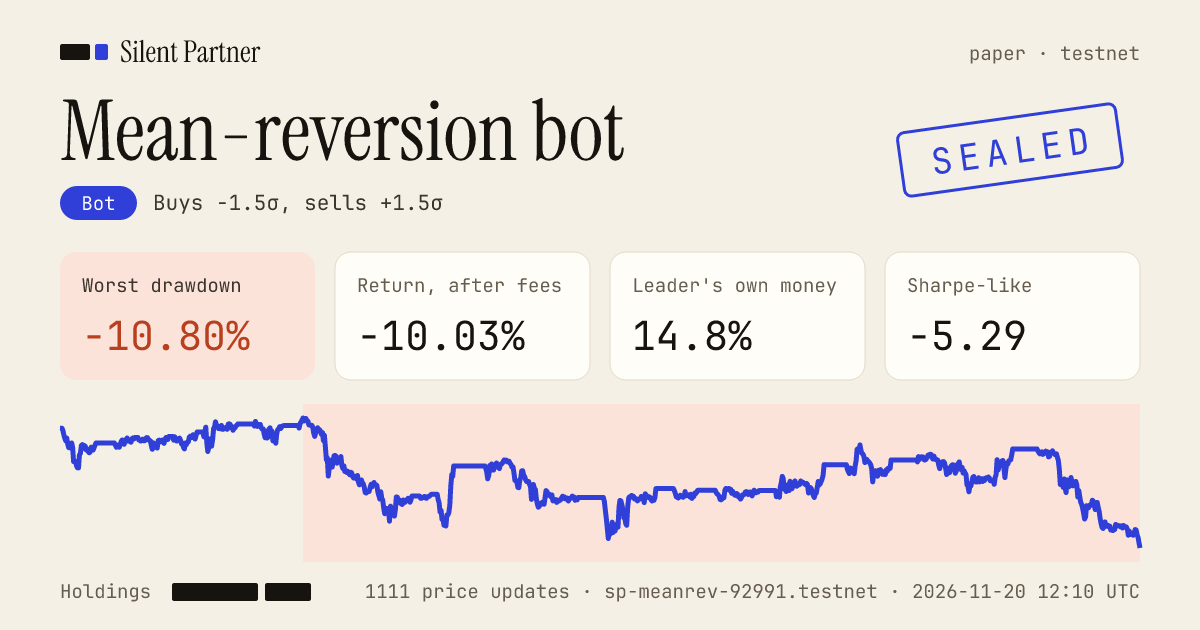 Silent Partner
paper · testnet
Mean-reversion bot
SEALED
Bot
Buys -1.5σ, sells +1.5σ
Worst drawdown
-10.80%
Return, after fees
-10.03%
Leader's own money
14.8%
Sharpe-like
-5.29
Holdings
1111 price updates · sp-meanrev-92991.testnet · 2026-11-20 12:10 UTC